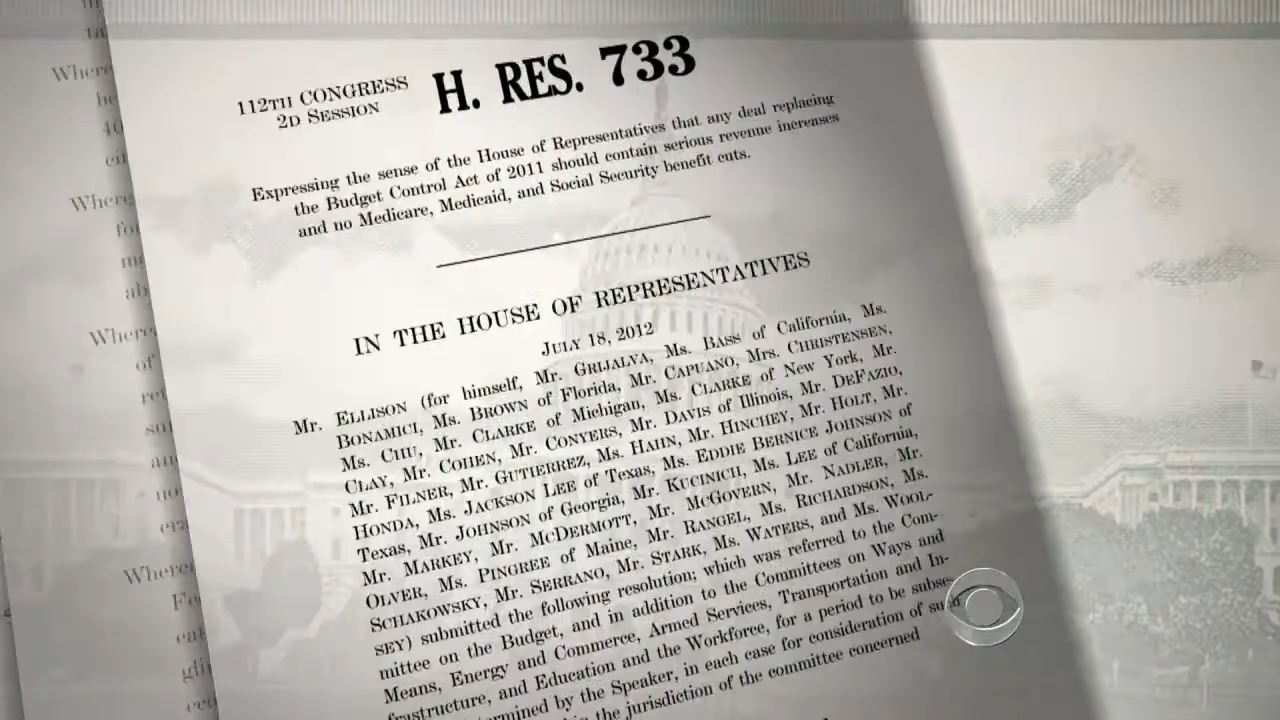 112TH CONGRESS
2D SESSION
H. RES. 733
Expressing the sense of the House of Representatives that any deal replacing
the Budget Control Act of 2011 should contain serious revenue increases
and no Medicare, Medicaid, and Social Security benefit cuts.
IN THE HOUSE OF REPRESENTATIVES
JULY 18, 2012
Mr. ELLISON (for himself, Mr. GRIJALVA, Ms. BASS of California, Ms.
BONAMICI, Ms. BROWN of Florida, Mr. CAPUANO, Mrs. CHRISTENSEN,
Ms. CHU, Mr. CLARKE of Michigan, Ms. CLARKE of New York, Mr.
CLAY, Mr. COHEN, Mr. CONYERS, Mr. DAVIS of Illinois, Mr. DEFAZIO,
Mr. FILNER, Mr. GUTIERREZ, Ms. HAHN, Mr. HINCHEY, Mr. HOLT, Mr.
HONDA, Ms. JACKSON LEE of Texas, Ms. EDDIE BERNICE JOHNSON of
Texas, Mr. JOHNSON of Georgia, Mr. KUCINICH, Ms. LEE of California,
Mr. MARKEY, Mr. MCDERMOTT, Mr. MCGOVERN, Mr. NADLER, Mr.
OLVER, Ms. PINGREE of Maine, Mr. RANGEL, Ms. RICHARDSON, Ms.
SCHAKOWSKY, Mr. SERRANO, Mr. STARK, Ms. WATERS, and Ms. WOOL-
SEY) submitted the following resolution; which was referred to the Com-
mittee on the Budget, and in addition to the Committees on Ways and
Means, Energy and Commerce, Armed Services, Transportation and In-
frastructure, and Education and the Workforce, for a period to be subse-
termined by the Speaker, in each case for consideration of such
the jurisdiction of the committee concerned